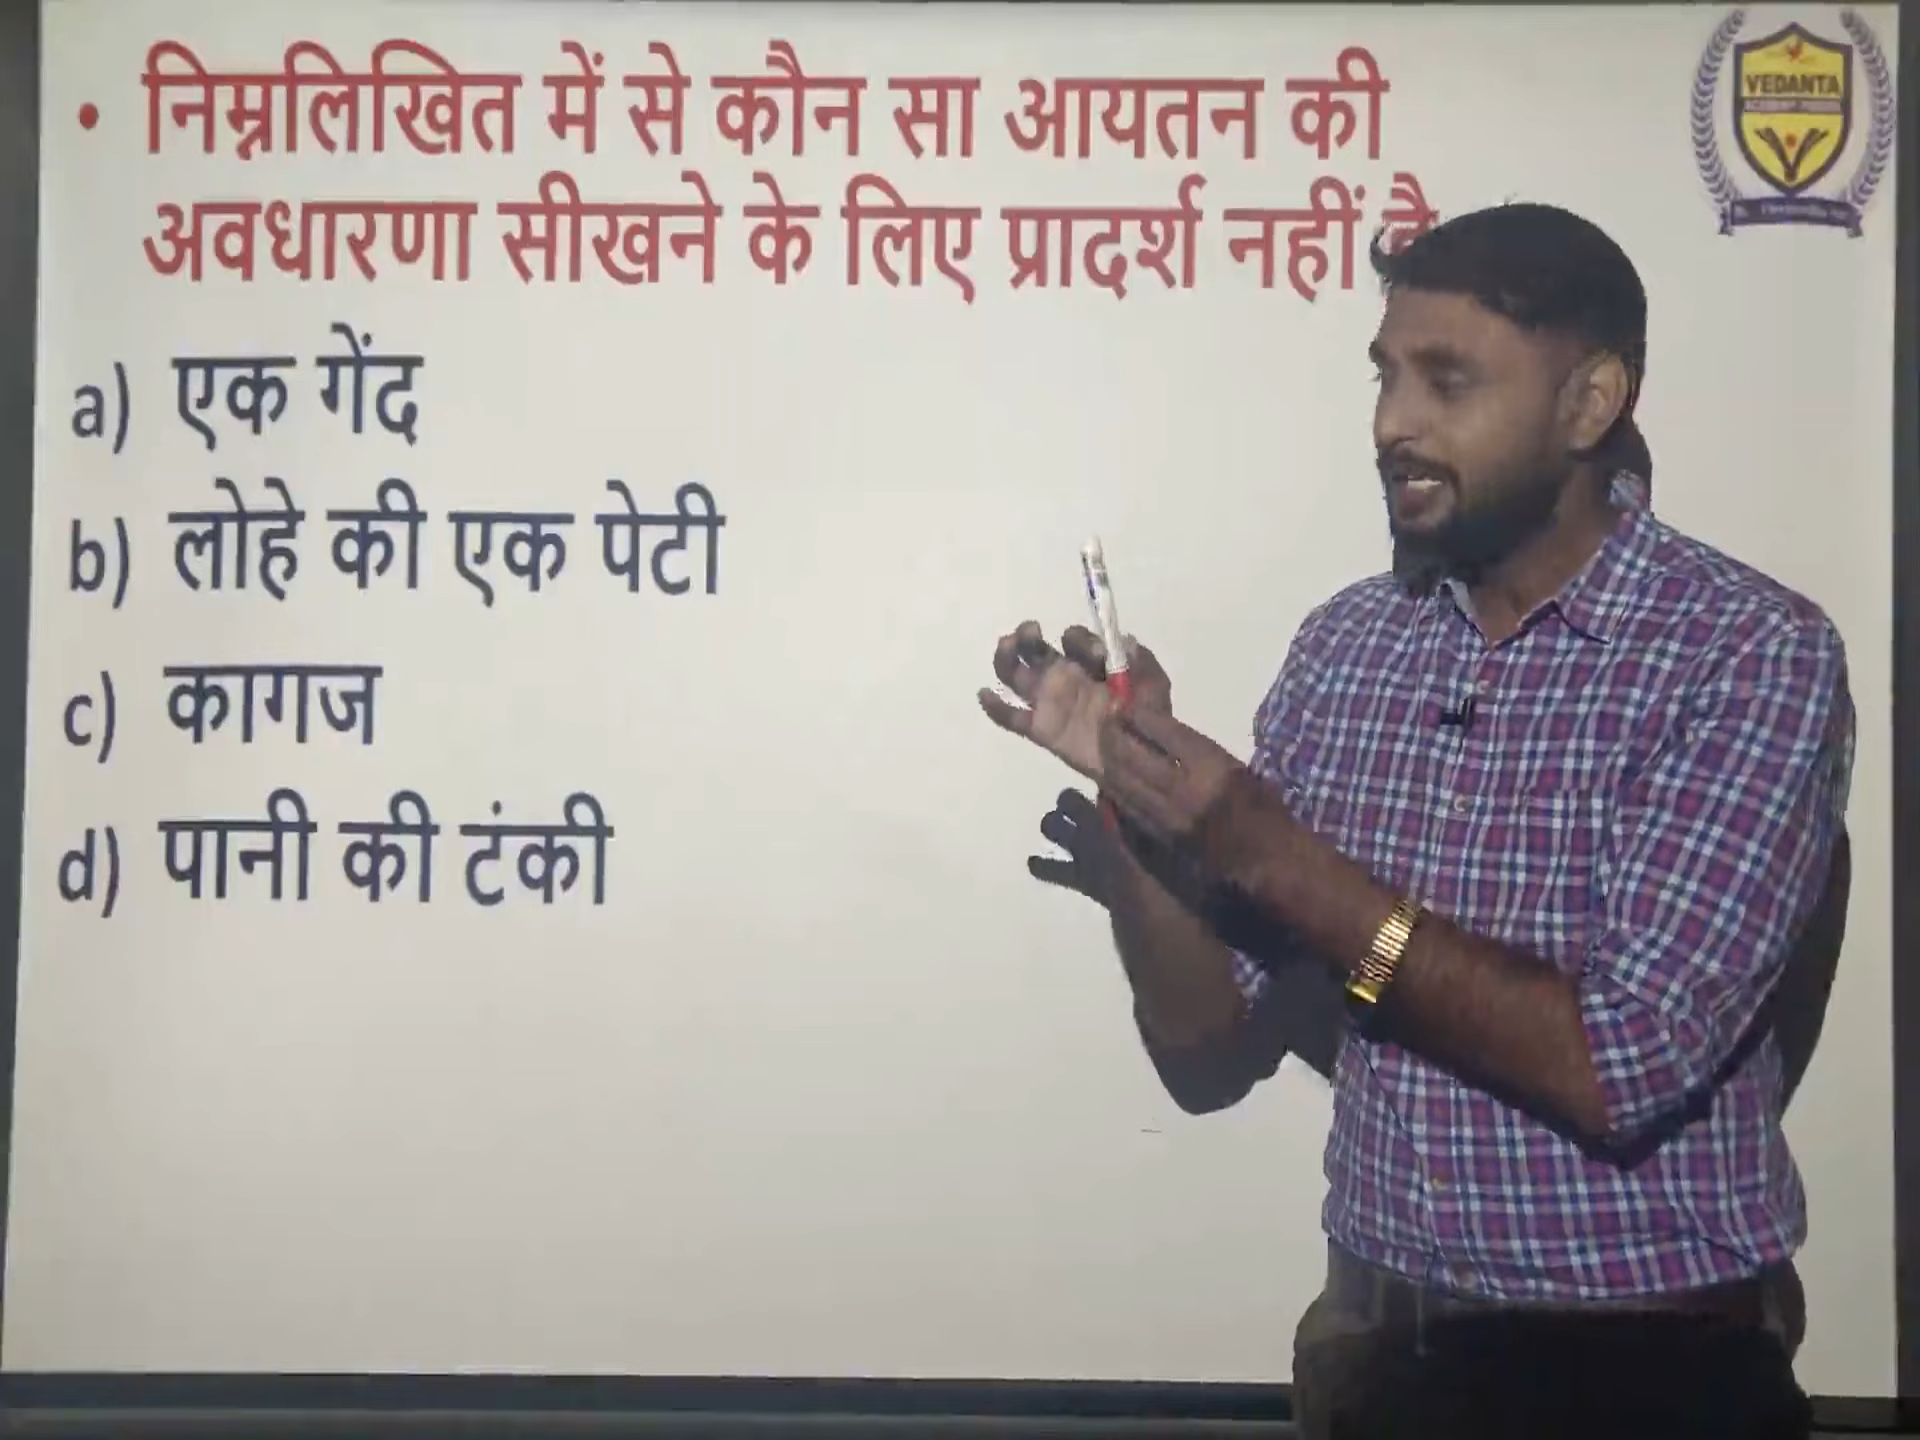 • निम्नलिखित में से कौन सा आयतन की
अवधारणा सीखने के लिए प्रादर्श नहीं है
a) एक गेंद
b) लोहे की एक पेटी
c) कागज
d) पानी की टंकी
VEDANTA